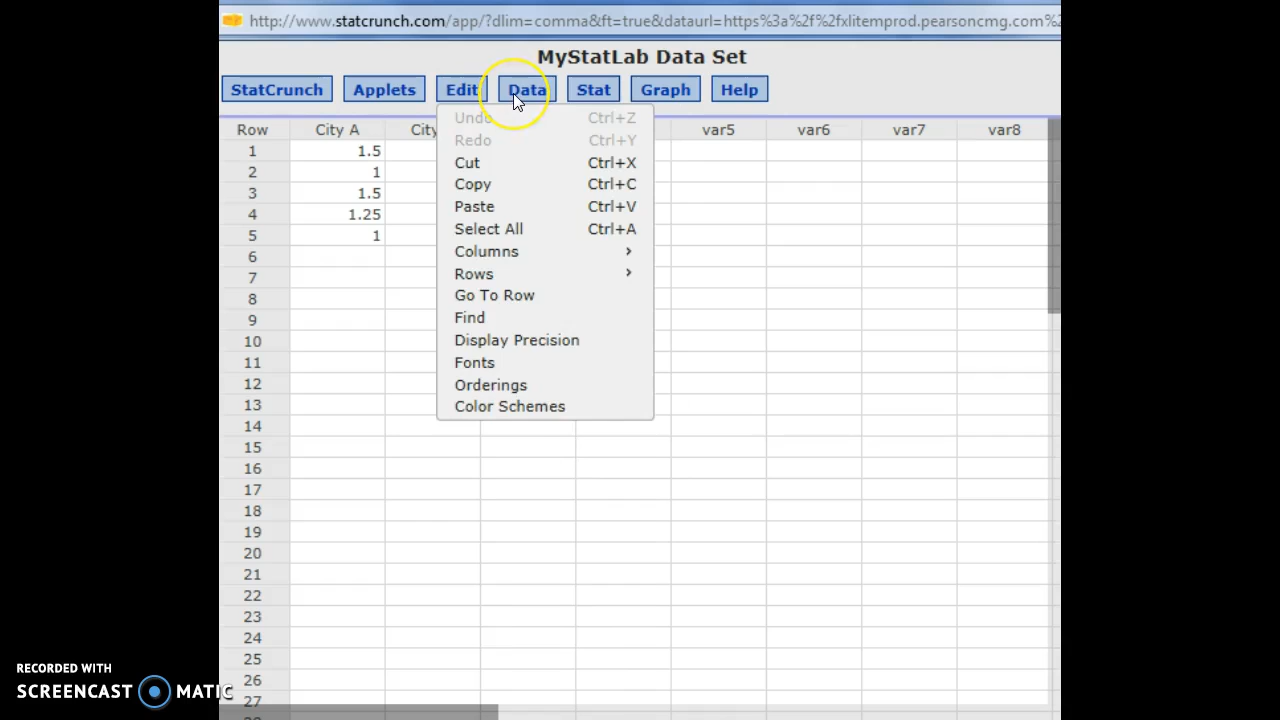 http://www.statcrunch.com/app/?dlim=comma&ft=true&dataurl=https%3a%2f%2fxlitemprod.pearsoncmg.com%2
MyStatLab Data Set
StatCrunch Applets Edit Data Stat Graph Help
Row City A City var5 var6 var7 var8
Undo Ctrl+Z
Redo Ctrl+Y
Cut Ctrl+X
Copy Ctrl+C
Paste Ctrl+V
Select All Ctrl+A
Columns ›
Rows ›
Go To Row
Find
Display Precision
Fonts
Orderings
Color Schemes
1 1.5
2 1
3 1.5
4 1.25
5 1
6
7
8
9
10
11
12
13
14
15
16
17
18
19
20
21
22
23
24
25
26
27
RECORDED WITH
SCREENCAST MATIC